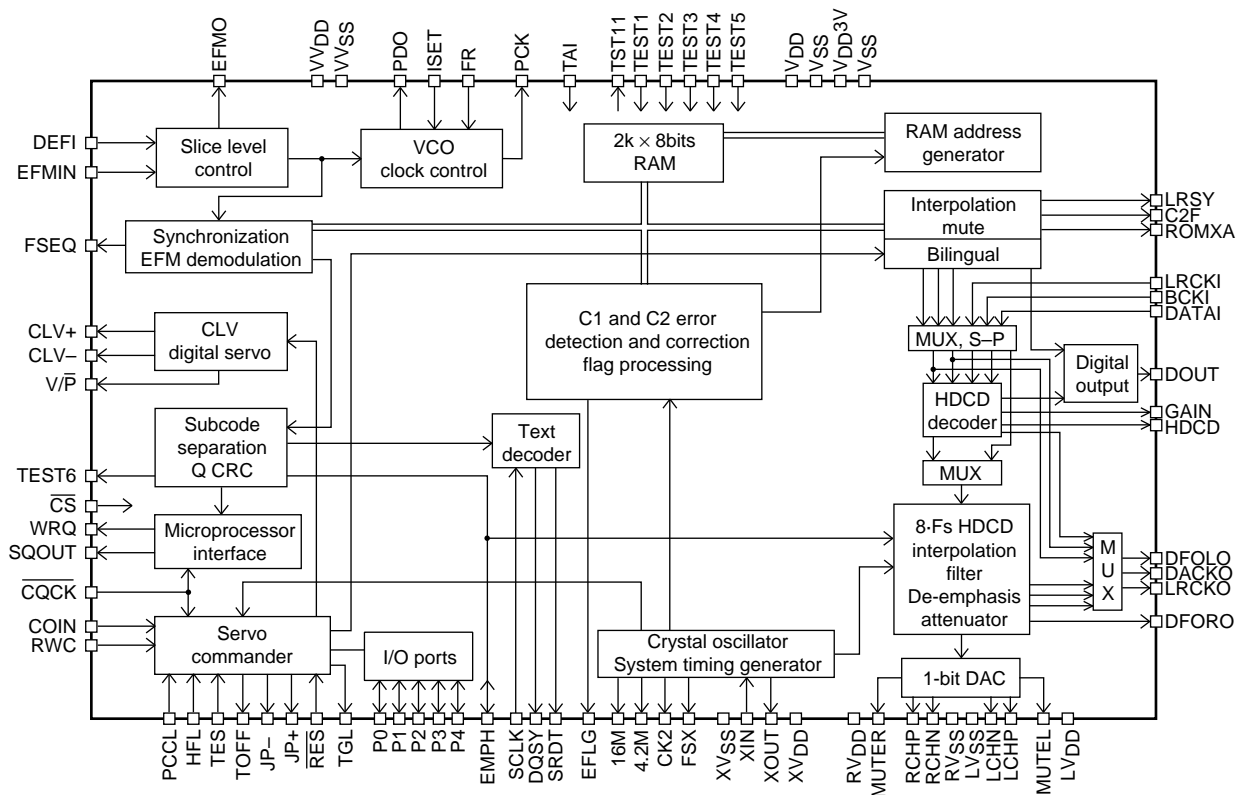 EFMO
VVDD
VVSS
PDO
ISET
FR
PCK
TAI
TST11
TEST1
TEST2
TEST3
TEST4
TEST5
VDD
VSS
VDD3V
VSS
DEFI
EFMIN
Slice level
control
VCO
clock control
2k × 8bits
RAM
RAM address
generator
FSEQ
Synchronization
EFM demodulation
Interpolation
mute
Bilingual
LRSY
C2F
ROMXA
LRCKI
BCKI
DATAI
CLV+
CLV–
V/P̅
CLV
digital servo
C1 and C2 error
detection and correction
flag processing
MUX, S–P
Digital
output
DOUT
HDCD
decoder
GAIN
HDCD
Subcode
separation
Q CRC
Text
decoder
MUX
TEST6
C̅S̅
WRQ
SQOUT
Microprocessor
interface
8·Fs HDCD
interpolation
filter
De-emphasis
attenuator
M
U
X
DFOLO
DACKO
LRCKO
DFORO
C̅Q̅C̅K̅
COIN
RWC
Servo
commander
I/O ports
Crystal oscillator
System timing generator
1-bit DAC
PCCL
HFL
TES
TOFF
JP–
JP+
R̅E̅S̅
TGL
P0
P1
P2
P3
P4
EMPH
SCLK
DQSY
SRDT
EFLG
16M
4.2M
CK2
FSX
XVSS
XIN
XOUT
XVDD
RVDD
MUTER
RCHP
RCHN
RVSS
LVSS
LCHN
LCHP
MUTEL
LVDD